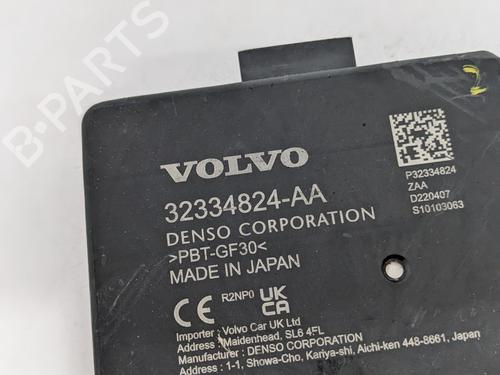 B-PARTS
VOLVO
32334824-AA
DENSO CORPORATION
>PBT-GF30<
MADE IN JAPAN
P32334824
ZAA
D220407
S10103063
CE R2NP0 UK CA
Importer : Volvo Car UK Ltd
Address : Maidenhead, SL6 4FL
Manufacturer : DENSO CORPORATION
Address : 1-1, Showa-Cho, Kariya-shi, Aichi-ken 448-8661, Japan